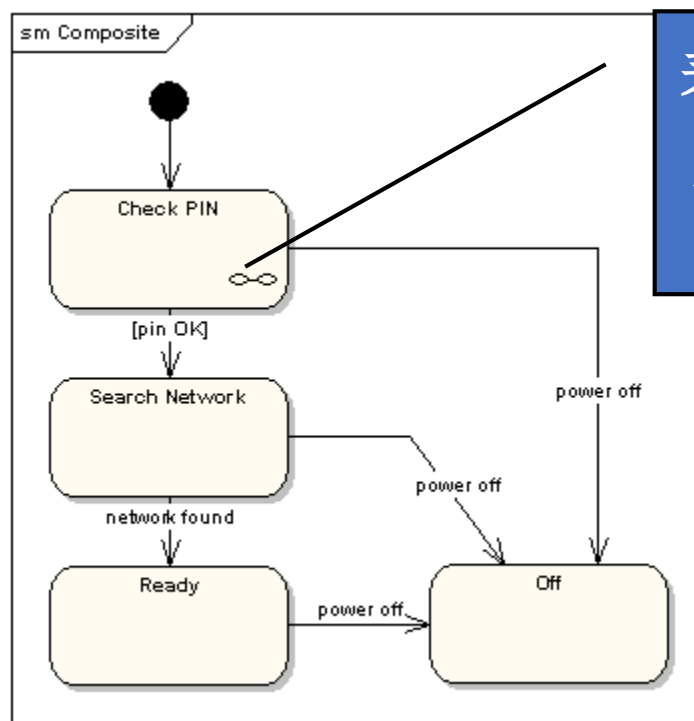 sm Composite
Check PIN
[pin OK]
Search Network
power off
power off
network found
Ready
Off
power off